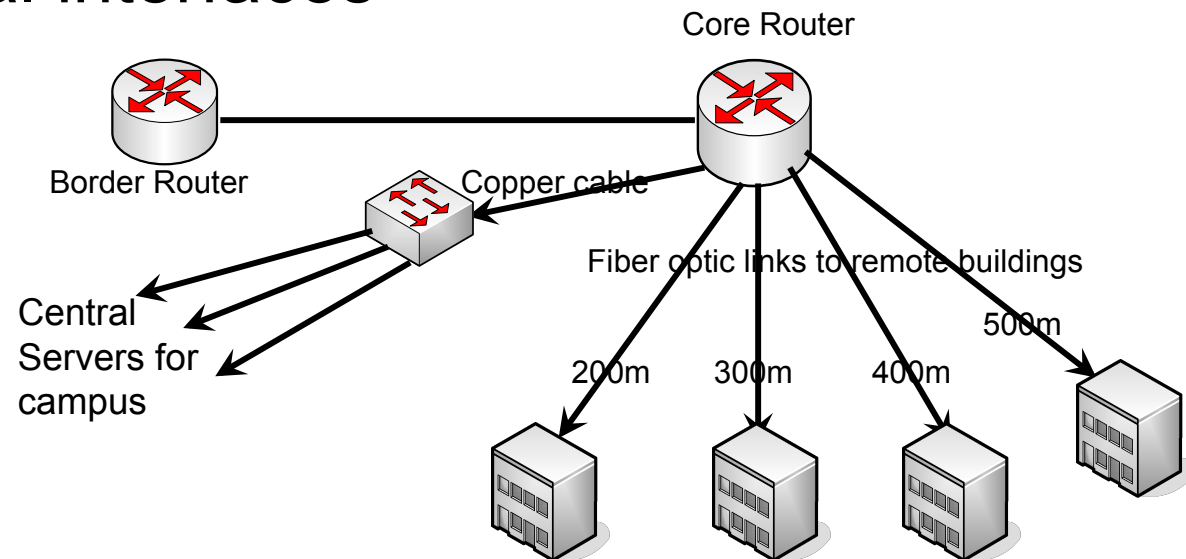 Core Router
Border Router
Copper cable
Fiber optic links to remote buildings
Central
Servers for
campus
500m
200m 300m 400m